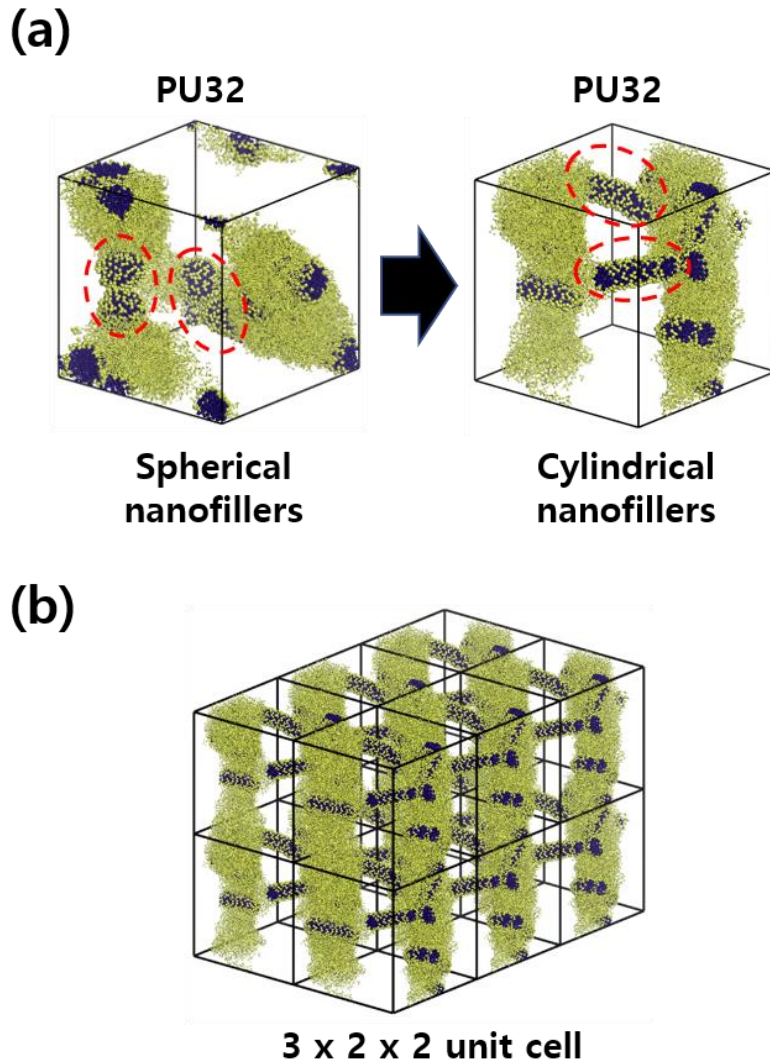 (a)
PU32
PU32
Spherical
nanofillers
Cylindrical
nanofillers
(b)
3 x 2 x 2 unit cell